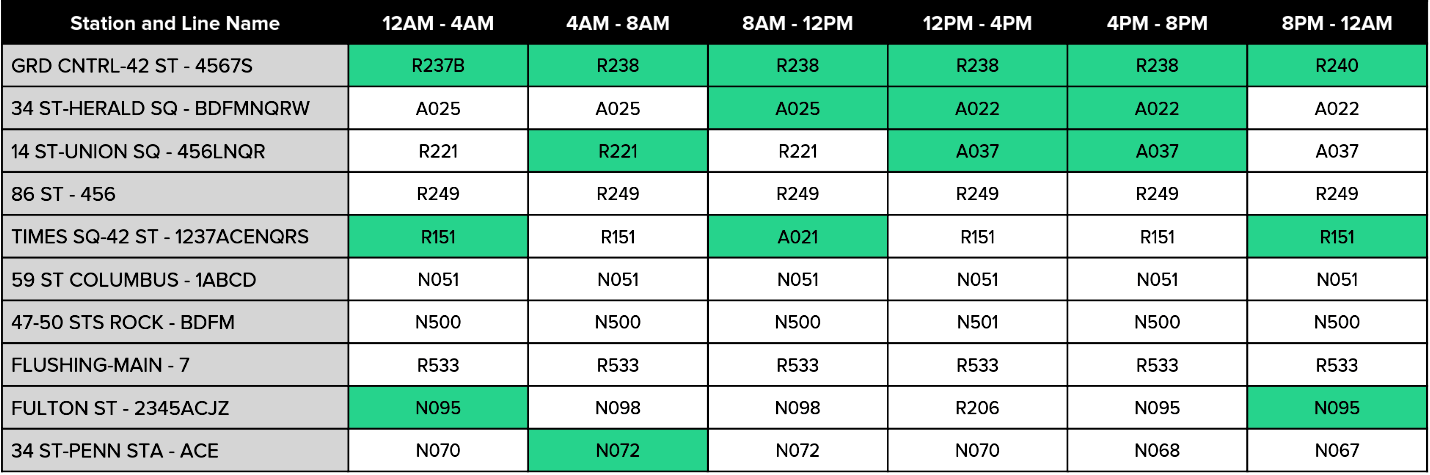 Station and Line Name 12AM - 4AM 4AM - 8AM 8AM - 12PM 12PM - 4PM 4PM - 8PM 8PM - 12AM
GRD CNTRL-42 ST - 4567S R237B R238 R238 R238 R238 R240
34 ST-HERALD SQ - BDFMNQRW A025 A025 A025 A022 A022 A022
14 ST-UNION SQ - 456LNQR R221 R221 R221 A037 A037 A037
86 ST - 456 R249 R249 R249 R249 R249 R249
TIMES SQ-42 ST - 1237ACENQRS R151 R151 A021 R151 R151 R151
59 ST COLUMBUS - 1ABCD N051 N051 N051 N051 N051 N051
47-50 STS ROCK - BDFM N500 N500 N500 N501 N500 N500
FLUSHING-MAIN - 7 R533 R533 R533 R533 R533 R533
FULTON ST - 2345ACJZ N095 N098 N098 R206 N095 N095
34 ST-PENN STA - ACE N070 N072 N072 N070 N068 N067